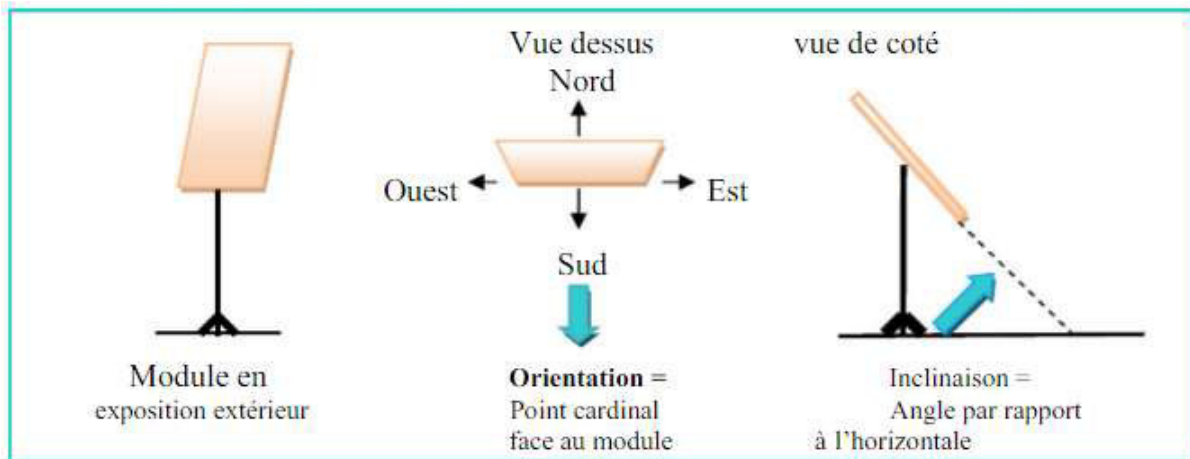 Vue dessus
vue de coté
Nord
Ouest
Est
Sud
Module en
exposition extérieur
Orientation =
Point cardinal
face au module
Inclinaison =
Angle par rapport
à l'horizontale